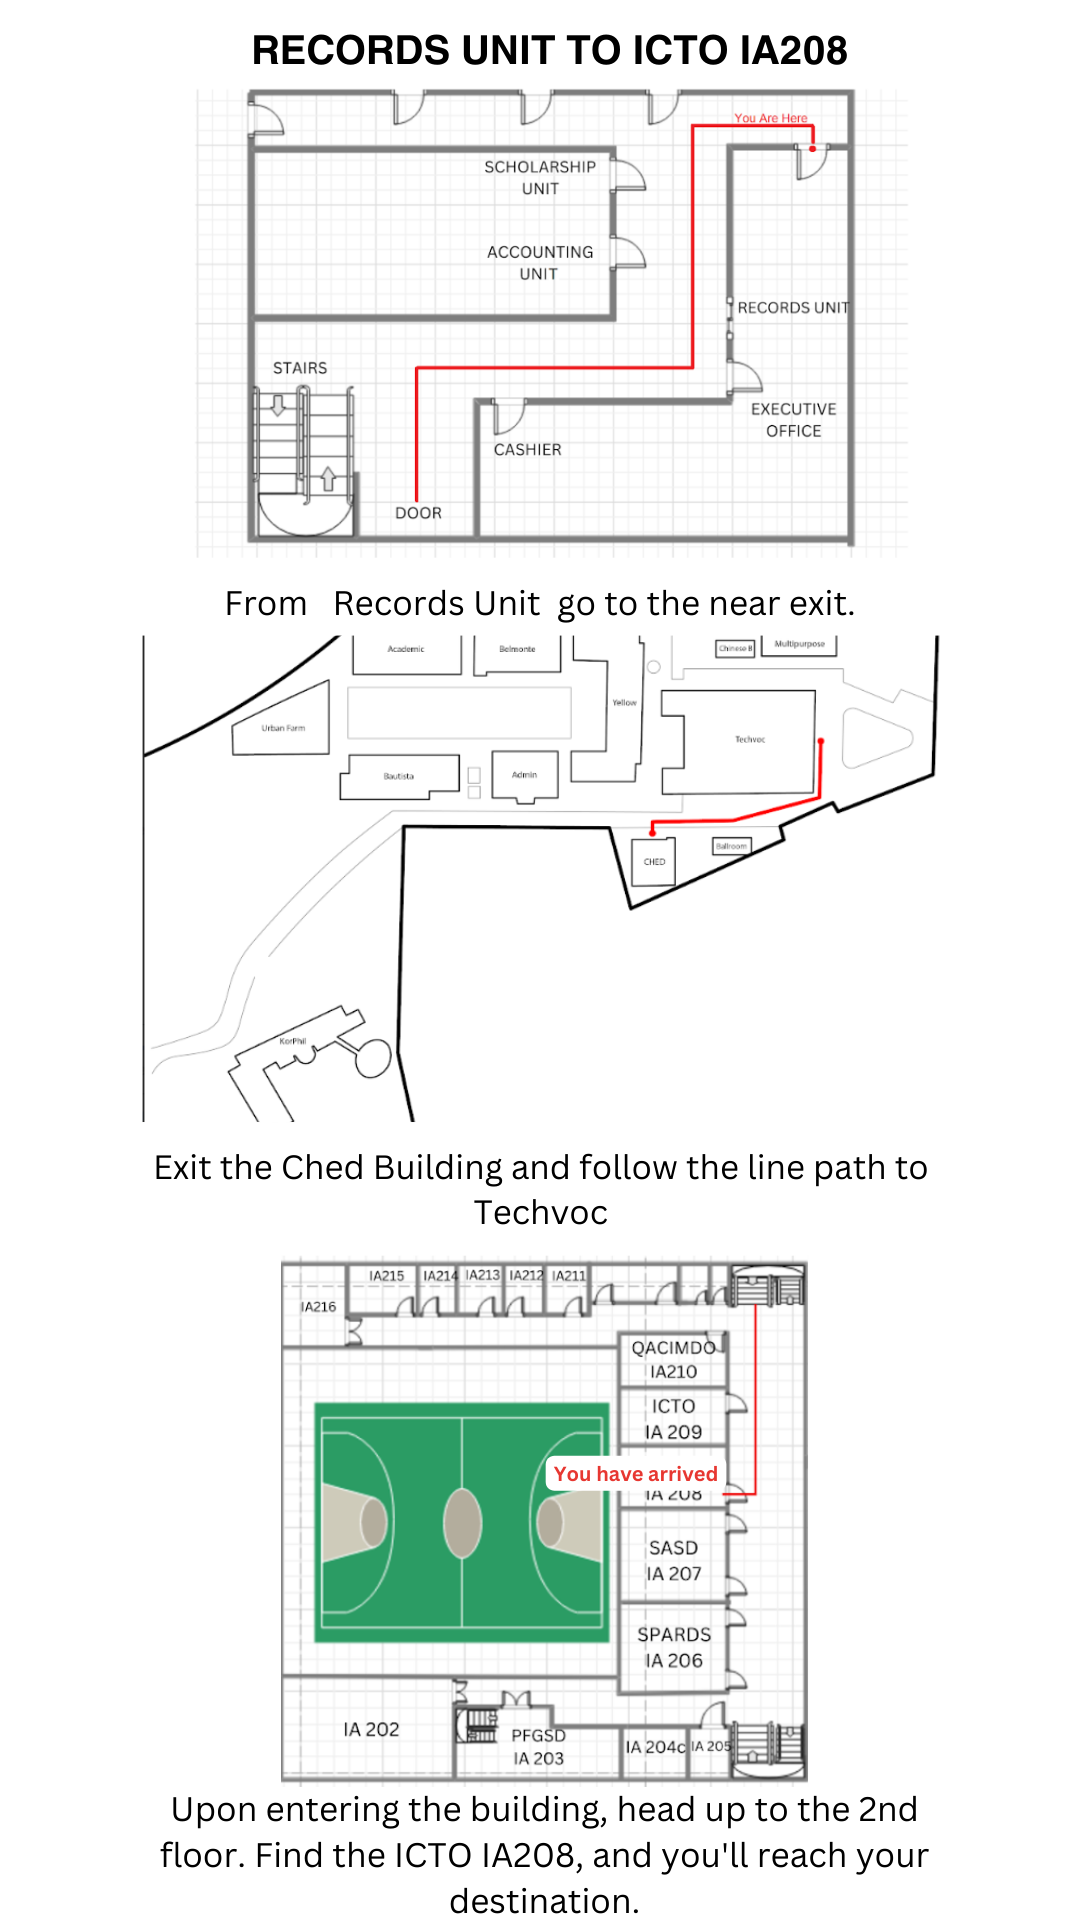 RECORDS UNIT TO ICTO IA208
You Are Here
SCHOLARSHIP
UNIT
ACCOUNTING
UNIT
RECORDS UNIT
STAIRS
EXECUTIVE
OFFICE
CASHIER
DOOR
From Records Unit go to the near exit.
Academic
Belmonte
Chinese B
Multipurpose
Yellow
Urban Farm
Techvoc
Bautista
Admin
CHED
Ballroom
KorPhil
Exit the Ched Building and follow the line path to
Techvoc
IA215
IA214
IA213
IA212
IA211
IA216
QACIMDO
IA210
ICTO
IA 209
You have arrived
IA 208
SASD
IA 207
SPARDS
IA 206
IA 202
PFGSD
IA 203
IA 204c
IA 205
Upon entering the building, head up to the 2nd
floor. Find the ICTO IA208, and you'll reach your
destination.